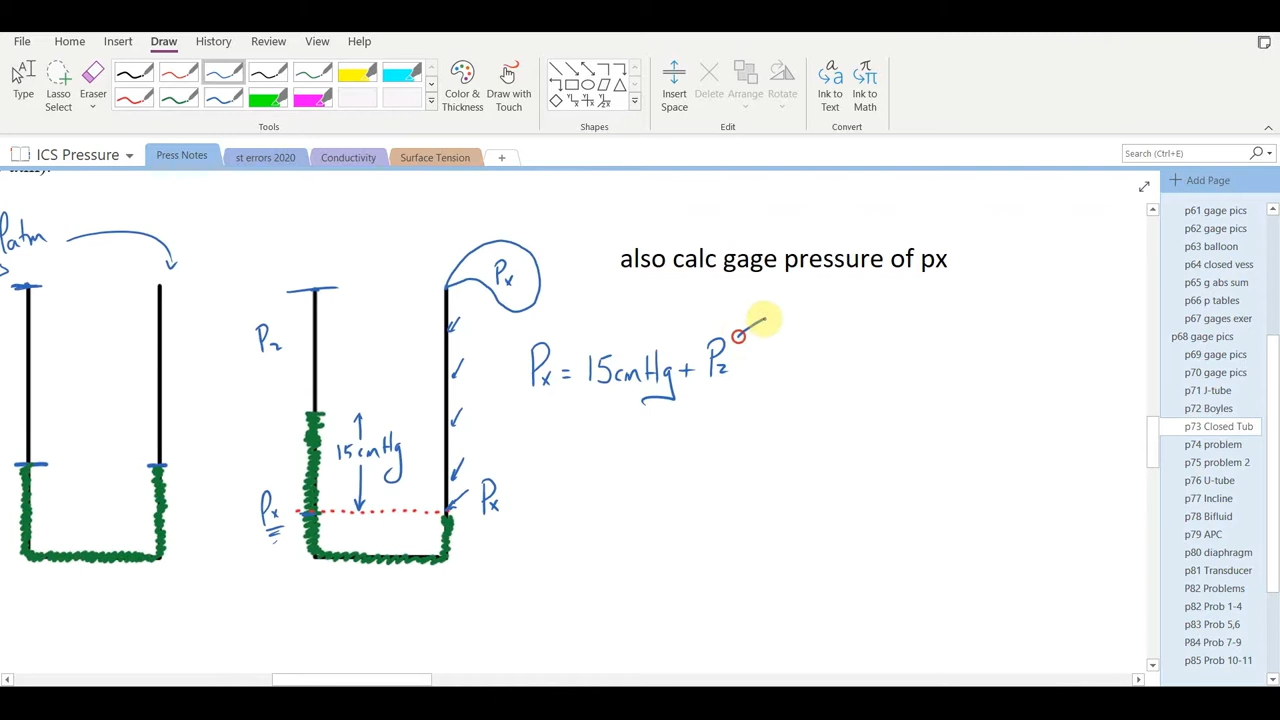 File Home Insert Draw History Review View Help
Type Lasso Select Eraser Color & Thickness Draw with Touch Insert Space Delete Arrange Rotate Ink to Text Ink to Math
Tools Shapes Edit Convert
ICS Pressure Press Notes st errors 2020 Conductivity Surface Tension + Search (Ctrl+E)
Patm
Px
also calc gage pressure of px
P2
Px = 15cmHg + P2
15cmHg
Px
Px
Add Page
p61 gage pics
p62 gage pics
p63 balloon
p64 closed vess
p65 g abs sum
p66 p tables
p67 gages exer
p68 gage pics
p69 gage pics
p70 gage pics
p71 J-tube
p72 Boyles
p73 Closed Tub
p74 problem
p75 problem 2
p76 U-tube
p77 Incline
p78 Bifluid
p79 APC
p80 diaphragm
p81 Transducer
P82 Problems
p82 Prob 1-4
p83 Prob 5,6
P84 Prob 7-9
p85 Prob 10-11